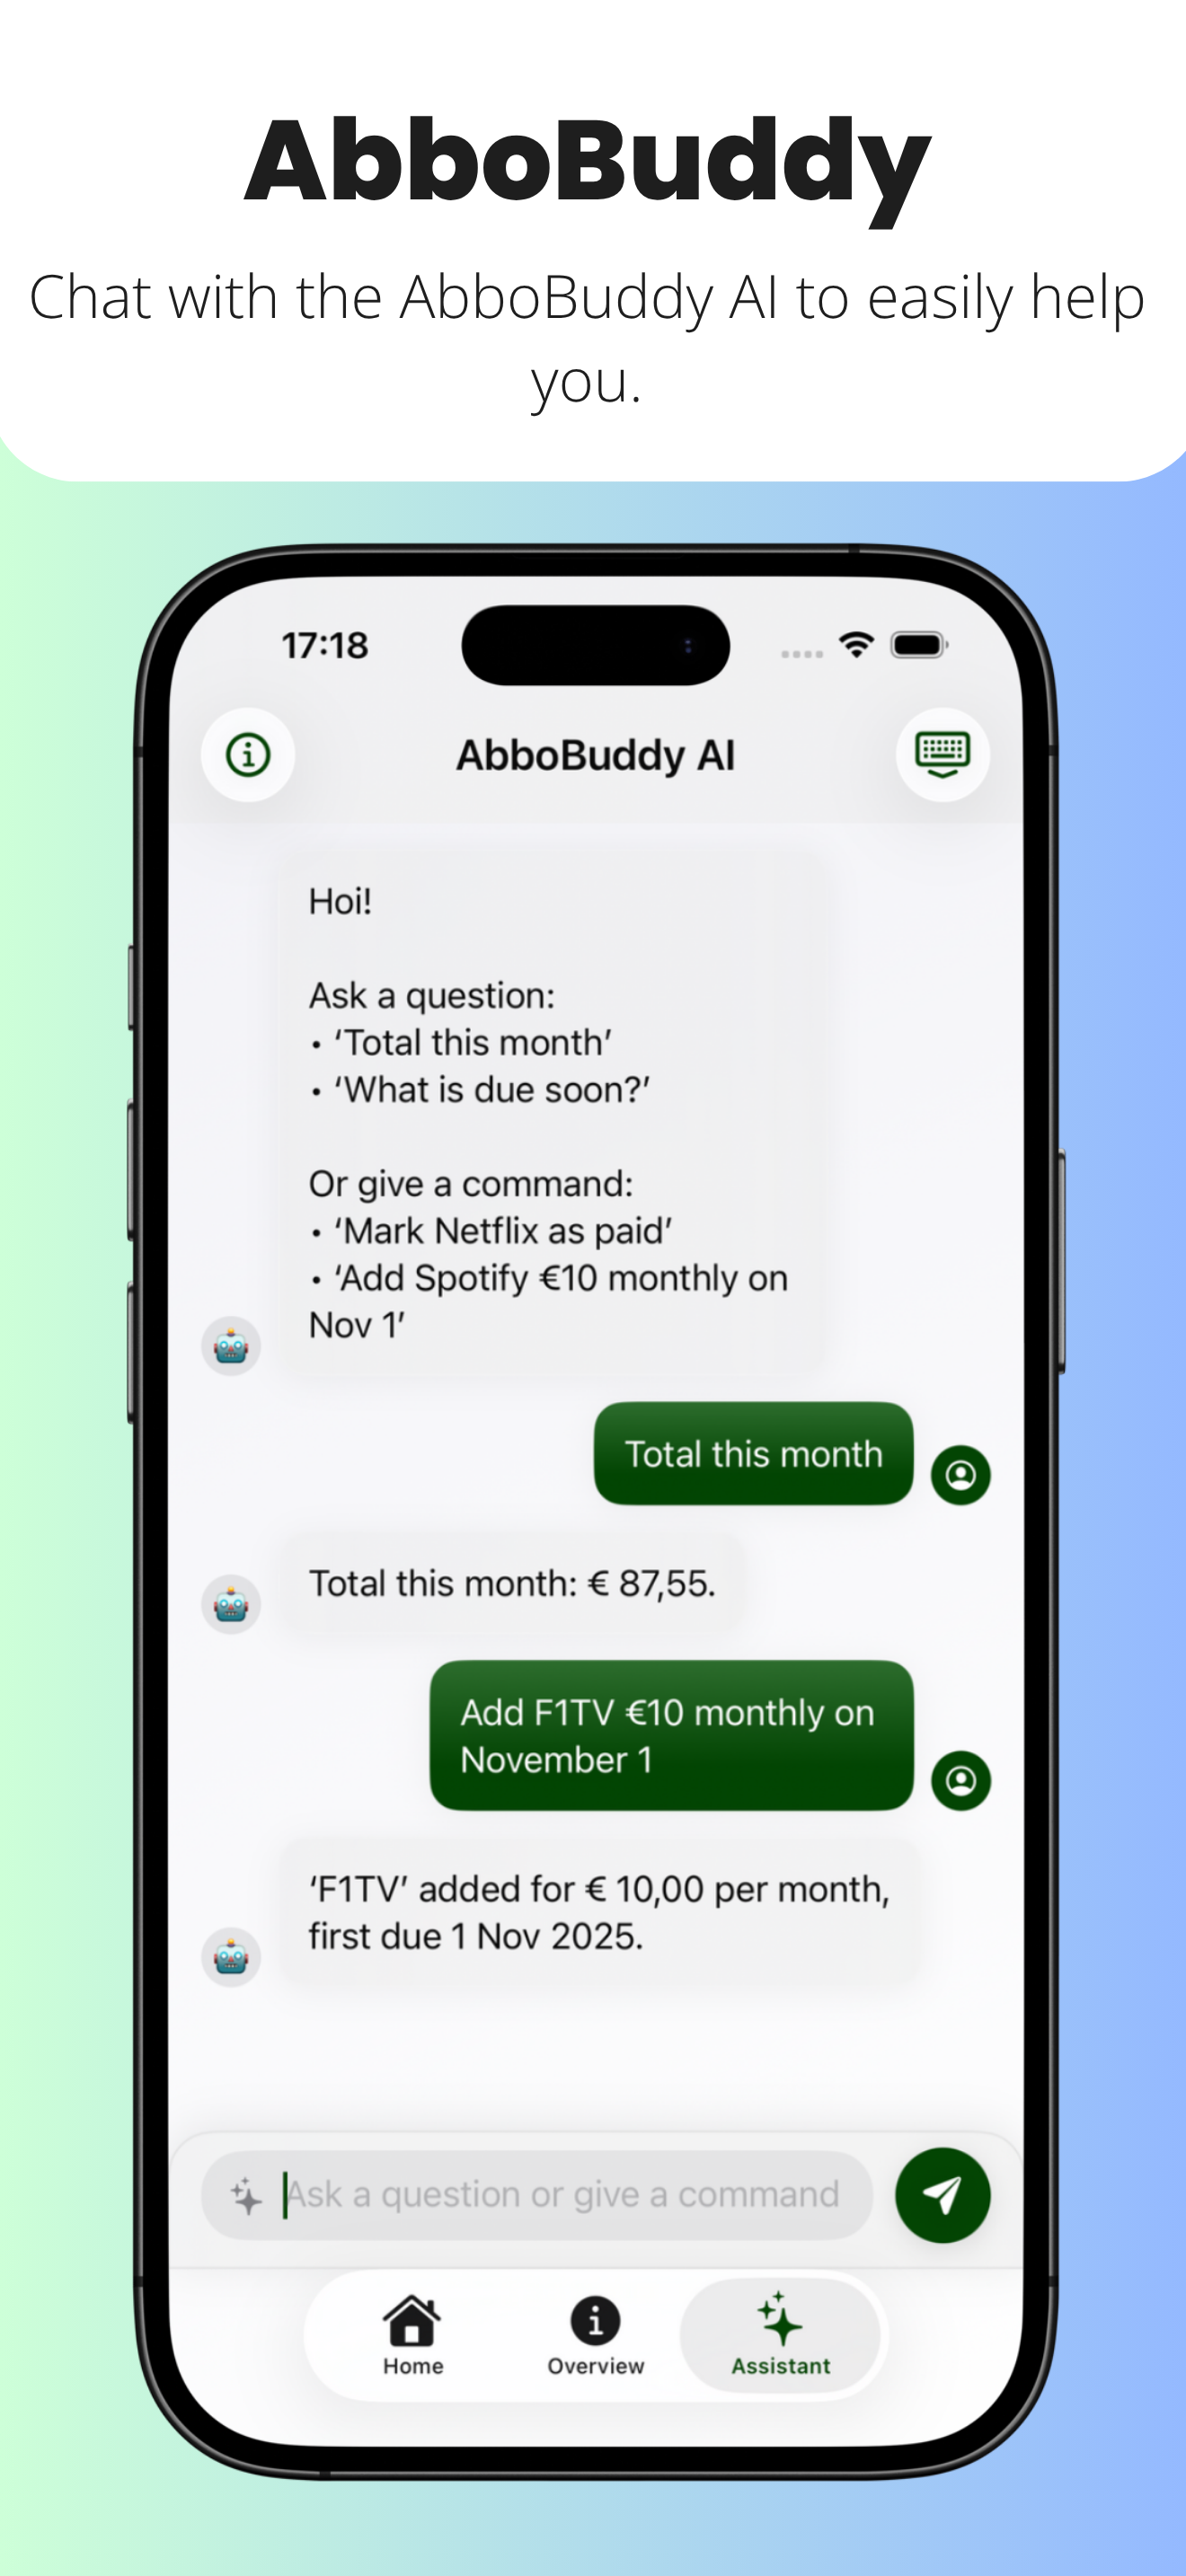 AbboBuddy
Chat with the AbboBuddy AI to easily help
you.
17:18
AbboBuddy AI
Hoi!
Ask a question:
• ‘Total this month’
• ‘What is due soon?’
Or give a command:
• ‘Mark Netflix as paid’
• ‘Add Spotify €10 monthly on
Nov 1’
Total this month
Total this month: € 87,55.
Add F1TV €10 monthly on
November 1
‘F1TV’ added for € 10,00 per month,
first due 1 Nov 2025.
Ask a question or give a command
Home
Overview
Assistant